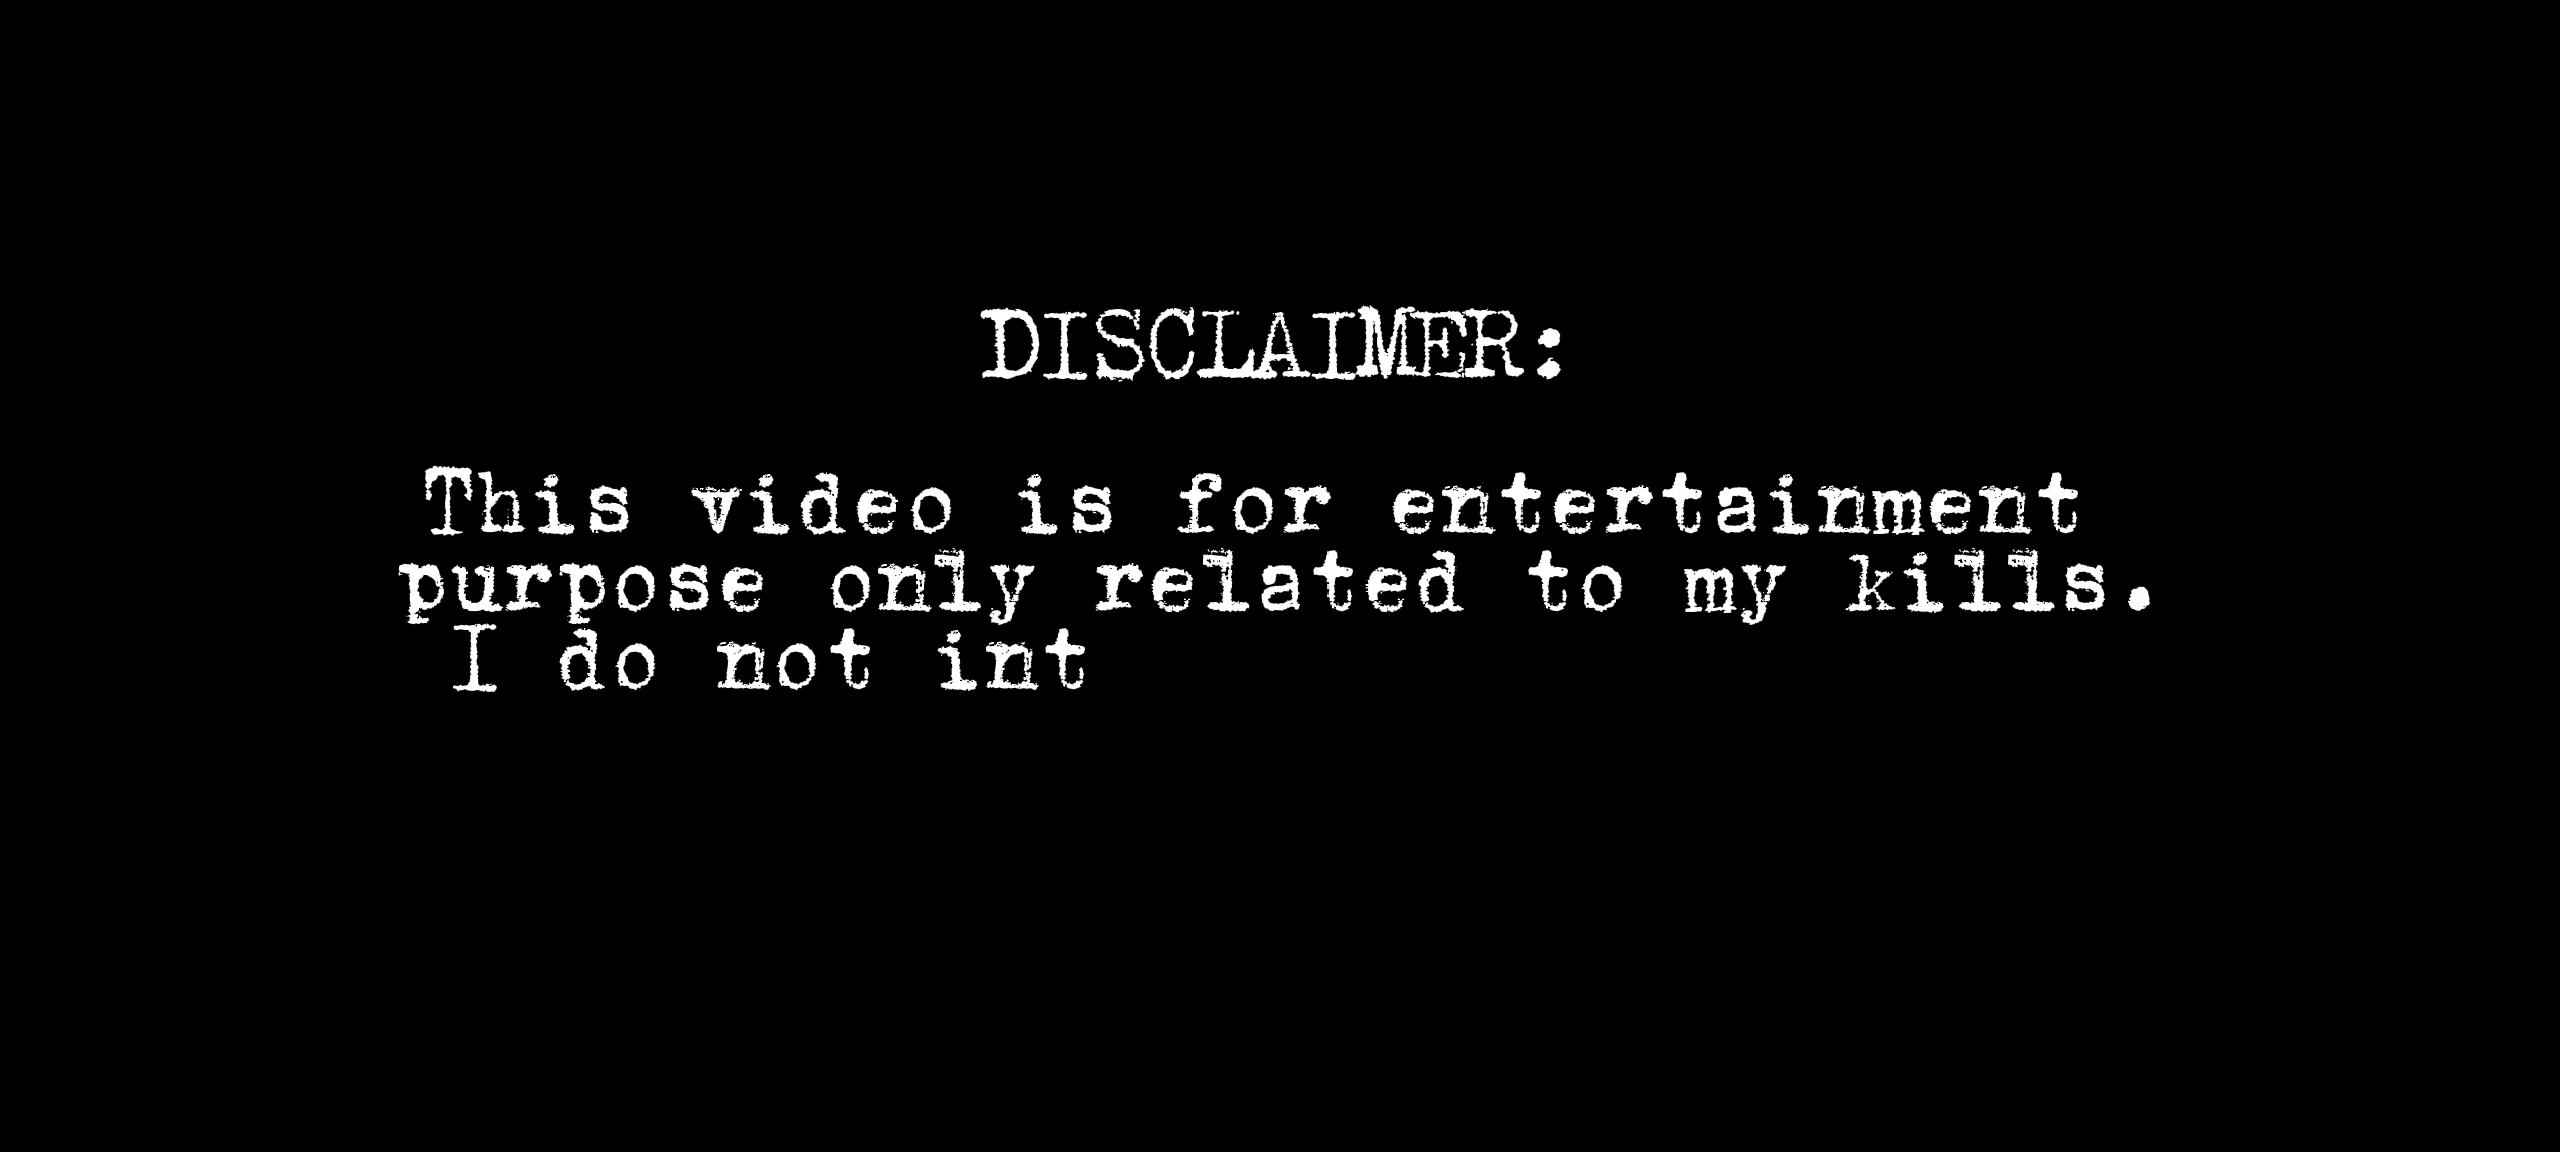 DISCLAIMER:
This video is for entertainment
purpose only related to my kills.
I do not int